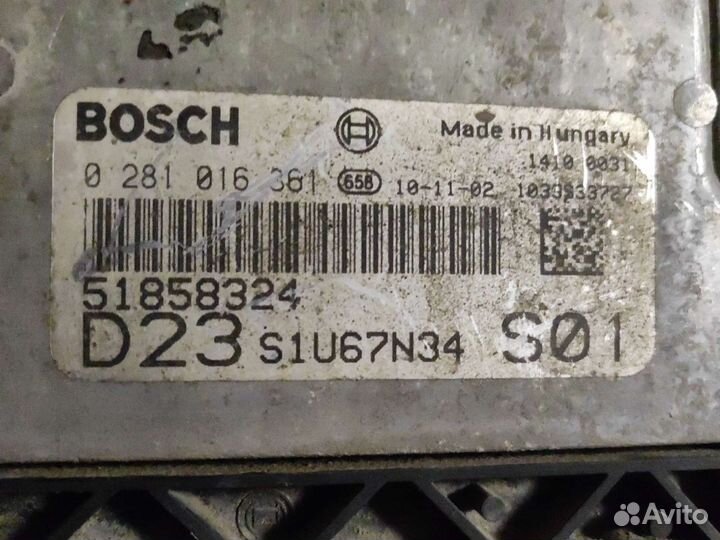 BOSCH
Made in Hungary
1410 0031
0 281 016 361 658 10-11-02 1039S33727
51858324
D23 S1U67N34 S01
Avito